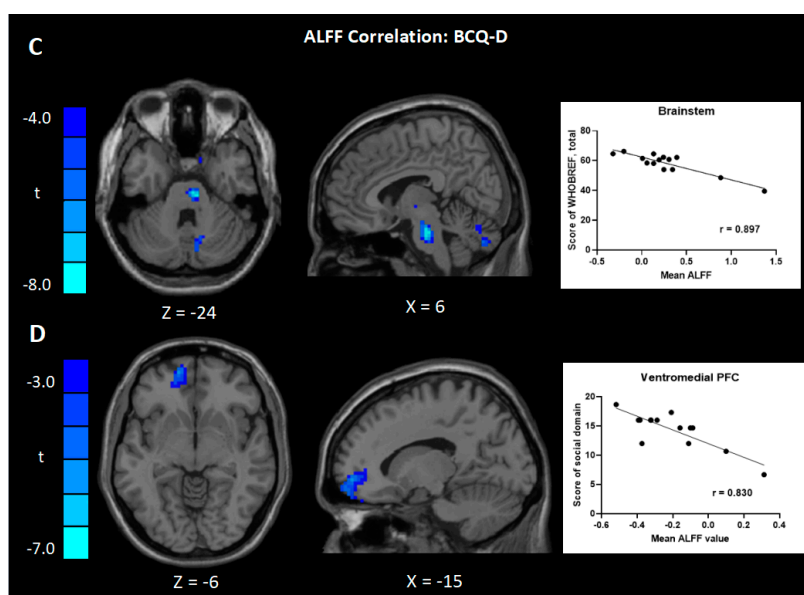 C
ALFF Correlation: BCQ-D
-4.0
t
-8.0
Z = -24
X = 6
Brainstem
Score of WHOBREF, total
80
60
40
20
0
-0.5
0.0
0.5
1.0
1.5
r = 0.897
Mean ALFF
D
-3.0
t
-7.0
Z = -6
X = -15
Ventromedial PFC
Score of social domain
20
15
10
5
0
-0.6
-0.4
-0.2
0.0
0.2
0.4
r = 0.830
Mean ALFF value